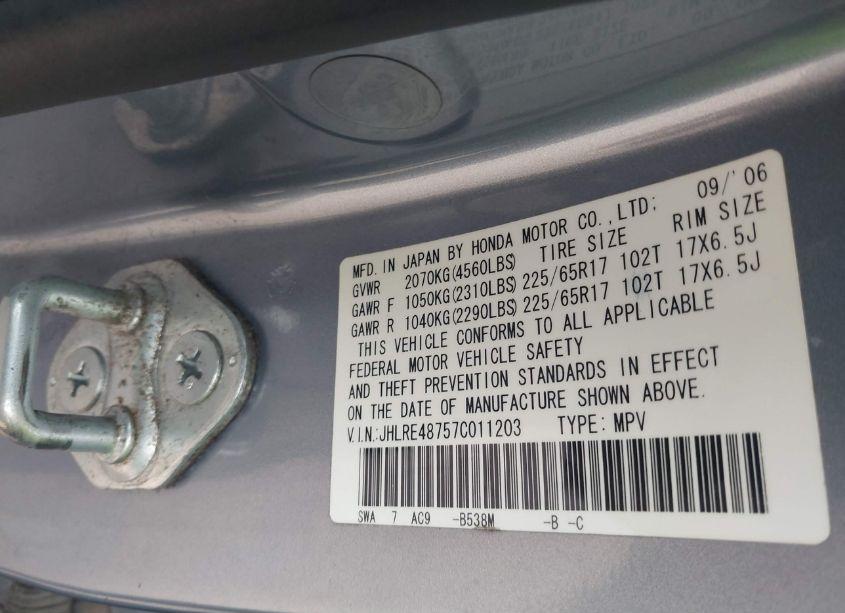 09/'06
MFD. IN JAPAN BY HONDA MOTOR CO.,LTD;
GVWR 2070KG(4560LBS) TIRE SIZE RIM SIZE
GAWR F 1050KG(2310LBS) 225/65R17 102T 17X6.5J
GAWR R 1040KG(2290LBS) 225/65R17 102T 17X6.5J
THIS VEHICLE CONFORMS TO ALL APPLICABLE
FEDERAL MOTOR VEHICLE SAFETY
AND THEFT PREVENTION STANDARDS IN EFFECT
ON THE DATE OF MANUFACTURE SHOWN ABOVE.
V.I.N.:JHLRE48757C011203 TYPE: MPV
SWA 7 AC9 -B538M -B -C